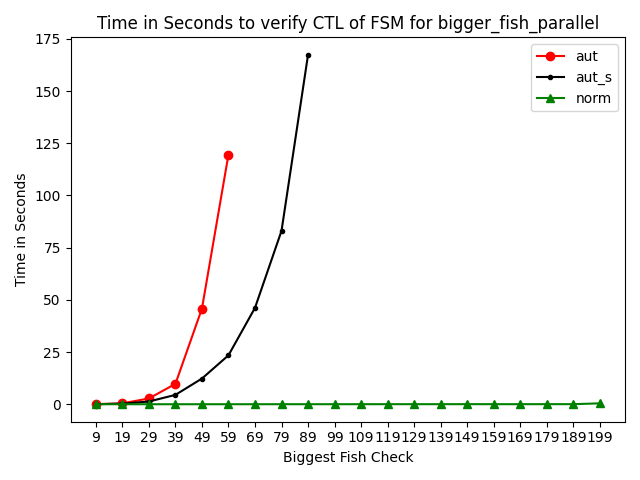 Time in Seconds to verify CTL of FSM for bigger_fish_parallel
175
150
125
100
75
50
25
0
Time in Seconds
aut
aut_s
norm
9 19 29 39 49 59 69 79 89 99 109 119 129 139 149 159 169 179 189 199
Biggest Fish Check